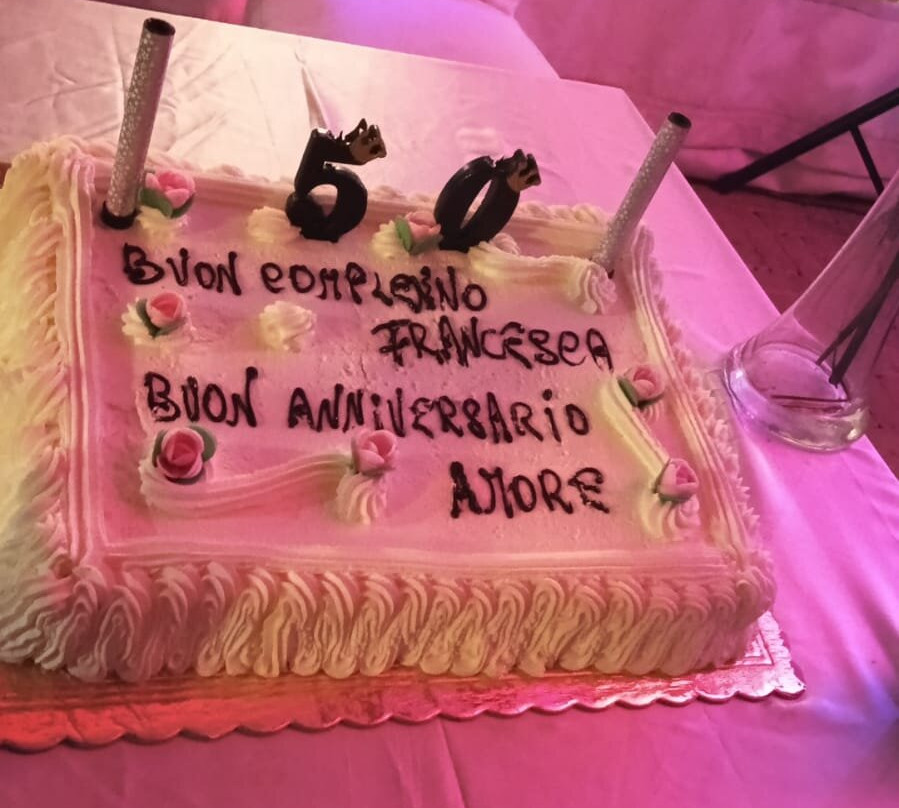 50
BUON COMPLEANNO
FRANCESCA
BUON ANNIVERSARIO
AMORE